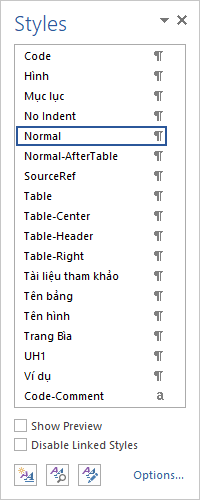 Styles
Code ¶
Hình ¶
Mục lục ¶
No Indent ¶
Normal ¶
Normal-AfterTable ¶
SourceRef ¶
Table ¶
Table-Center ¶
Table-Header ¶
Table-Right ¶
Tài liệu tham khảo ¶
Tên bảng ¶
Tên hình ¶
Trang Bìa ¶
UH1 ¶
Ví dụ ¶
Code-Comment a
Show Preview
Disable Linked Styles
Options...